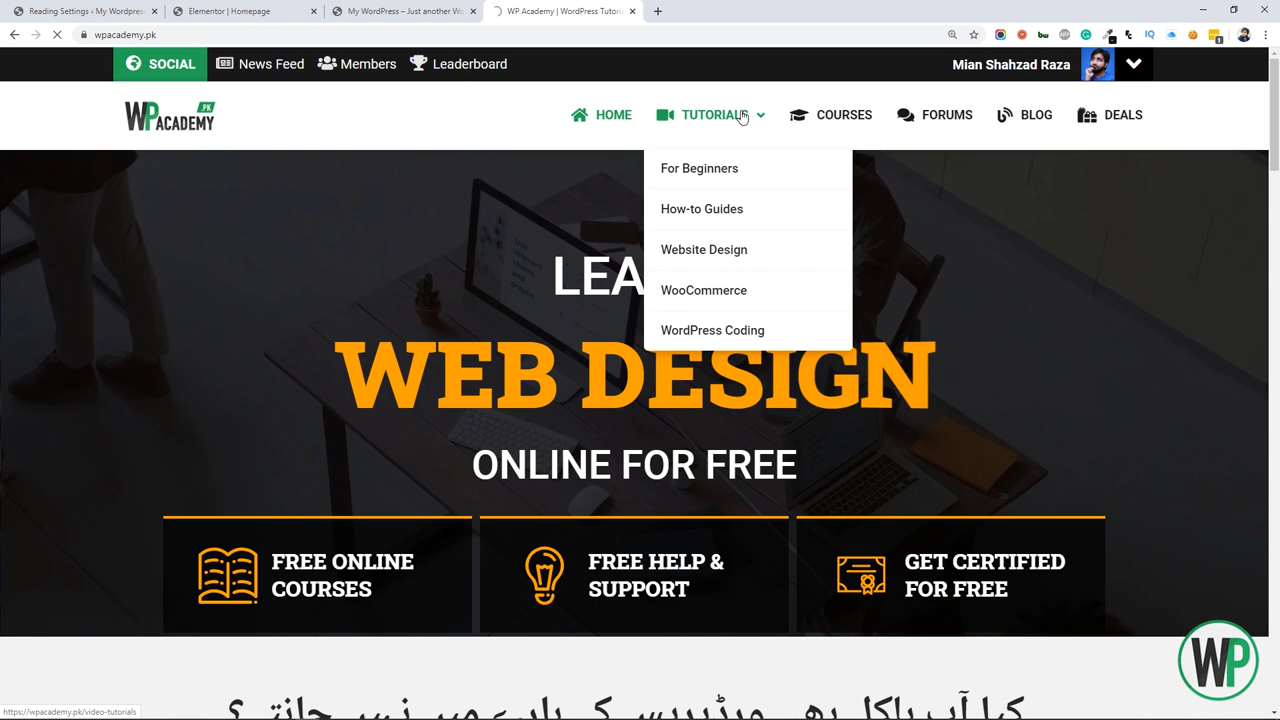 Reading Settings ‹ My Wordpres
Elementor | Homepage
My WordPress – Just another Wo
WP Academy | WordPress Tutori
wpacademy.pk
SOCIAL
News Feed
Members
Leaderboard
Mian Shahzad Raza
WPACADEMY .PK
HOME
TUTORIALS
COURSES
FORUMS
BLOG
DEALS
For Beginners
How-to Guides
Website Design
WooCommerce
WordPress Coding
LEA
WEB DESIGN
ONLINE FOR FREE
FREE ONLINE
COURSES
FREE HELP &
SUPPORT
GET CERTIFIED
FOR FREE
WP
https://wpacademy.pk/video-tutorials